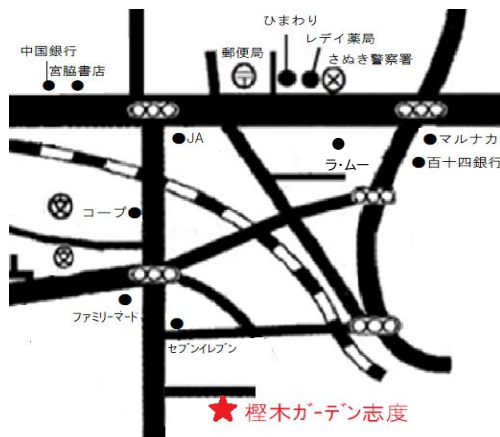 ひまわり
レデイ薬局
郵便局
さぬき警察署
中国銀行
宮脇書店
JA
マルナカ
ラ・ムー
百十四銀行
コープ
ファミリーマード
セブンイレブン
樫木ガーデン志度